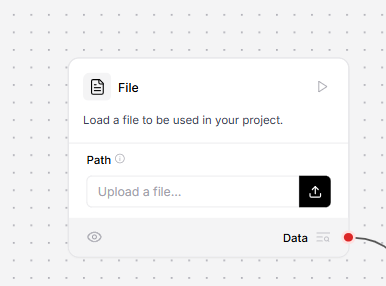 File
Load a file to be used in your project.
Path
Upload a file...
Data